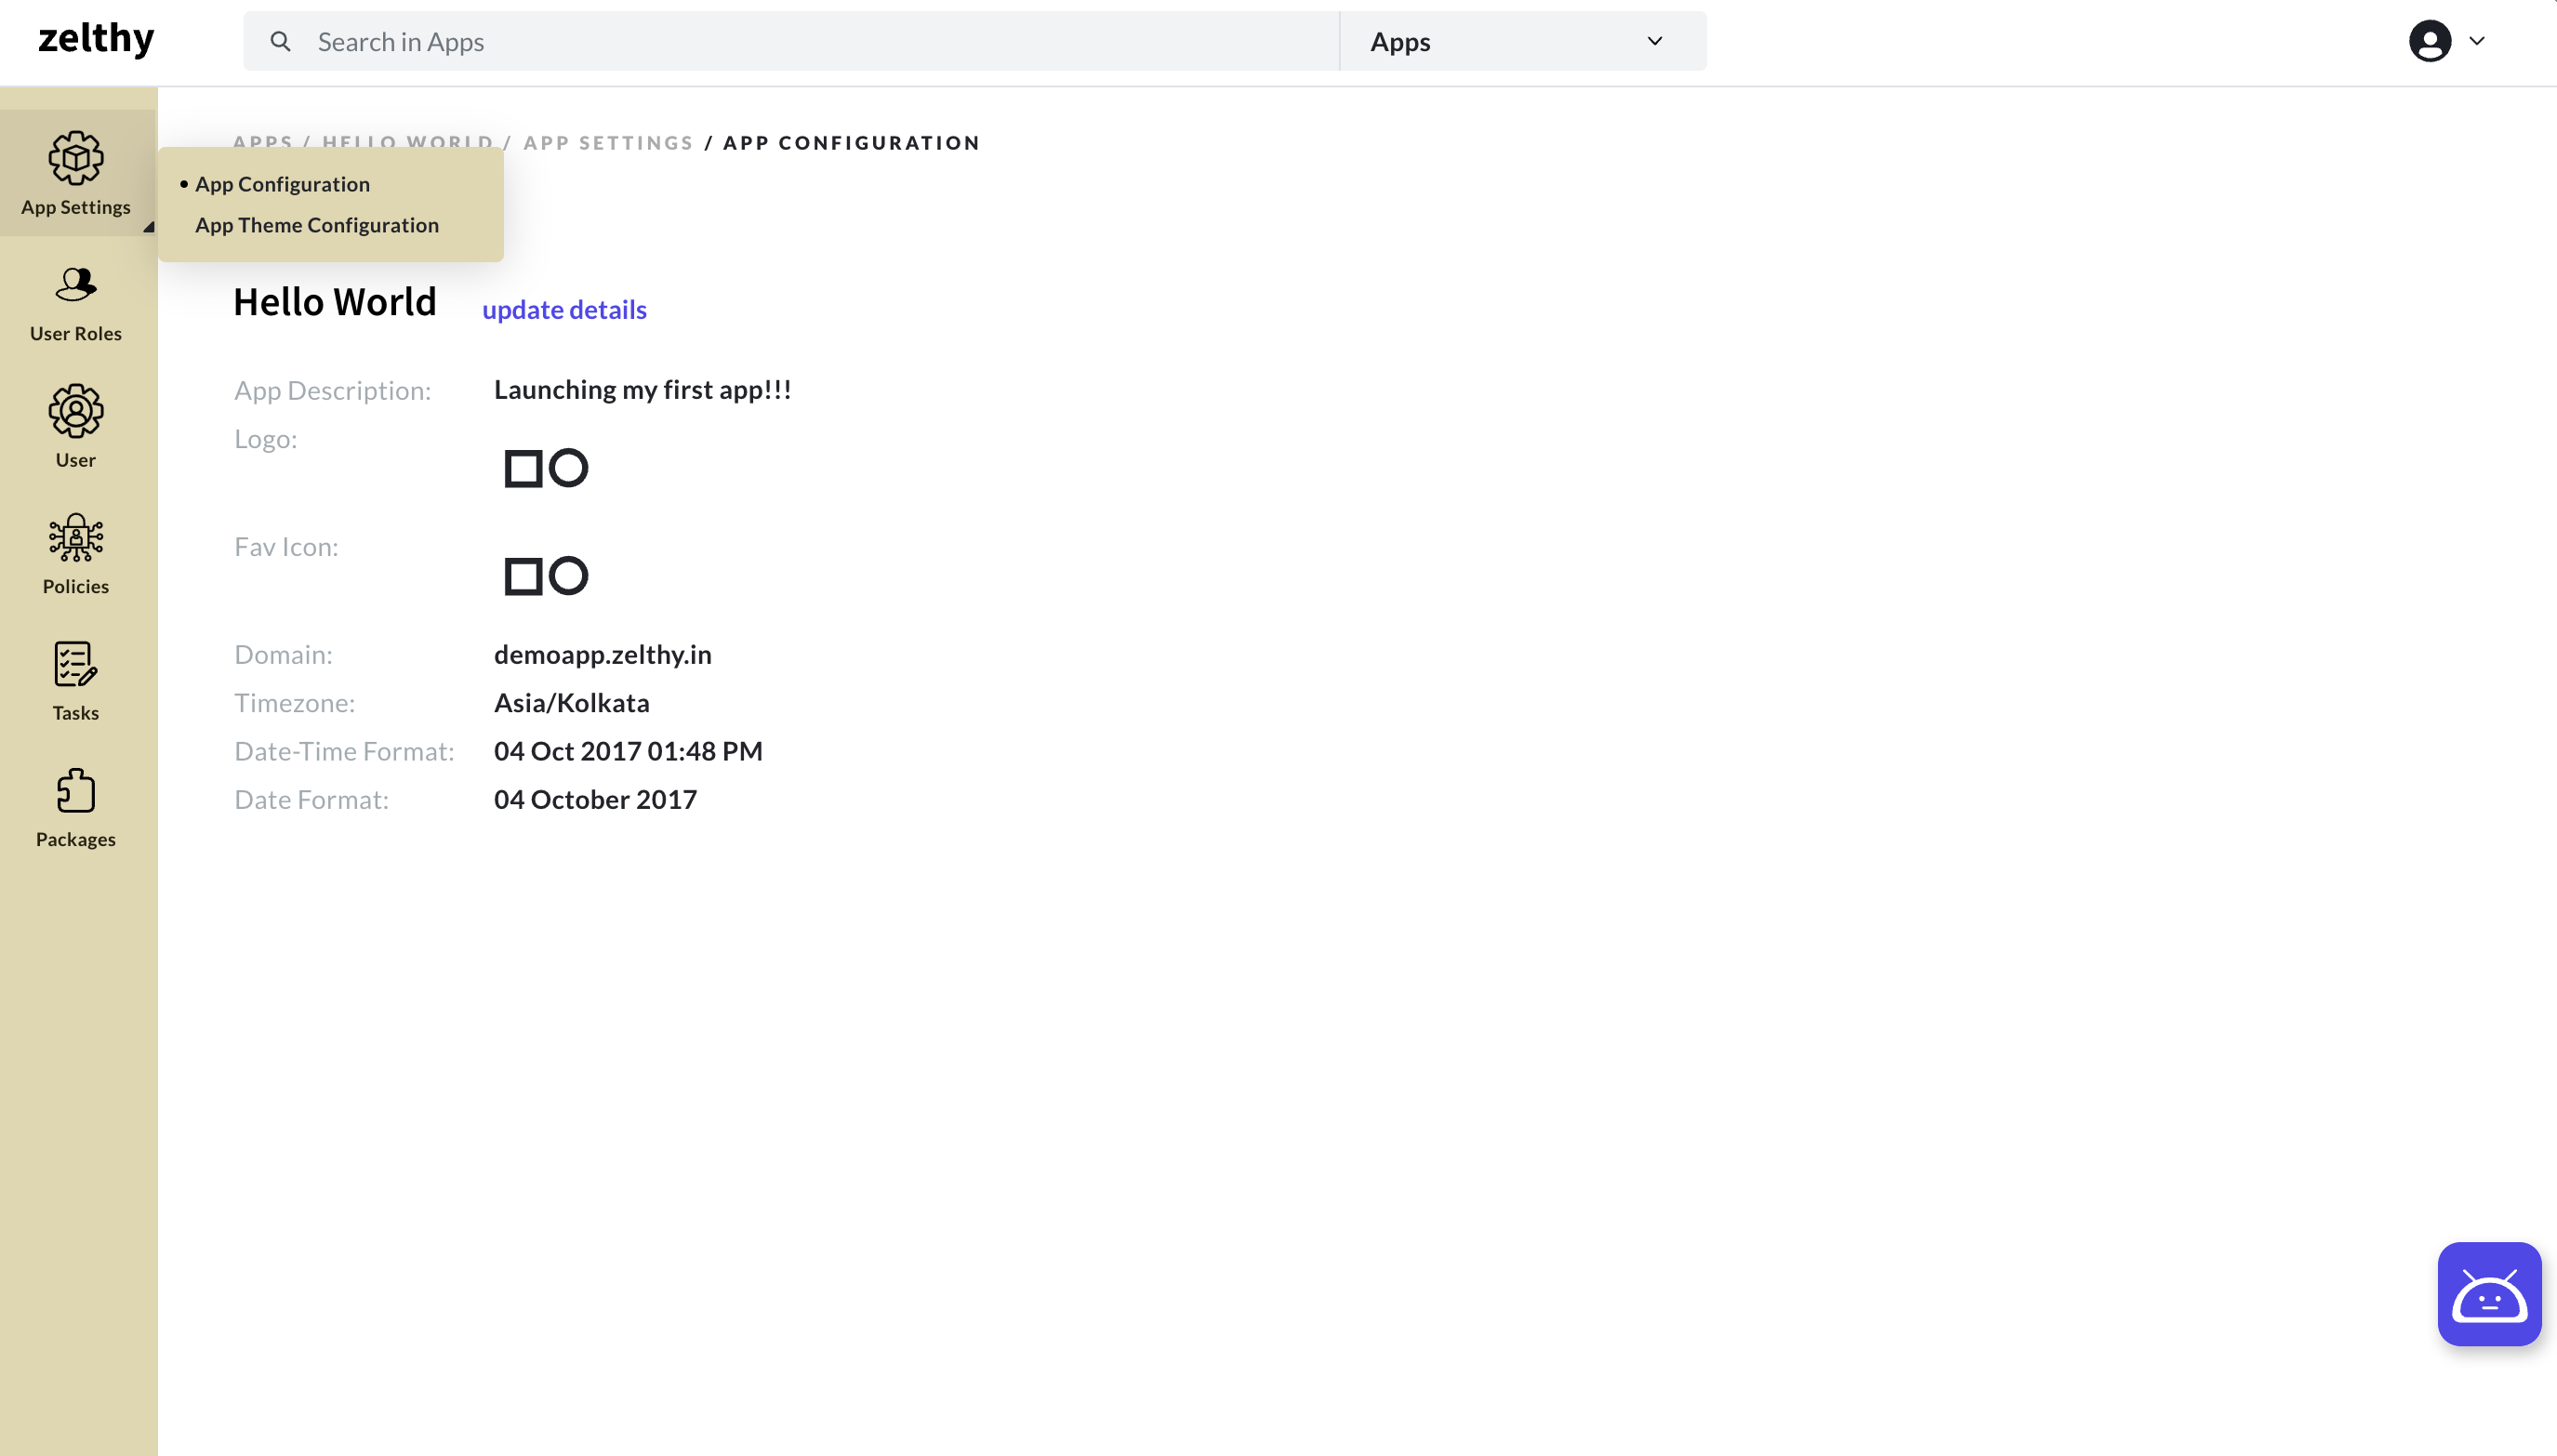 zelthy
Search in Apps
Apps
APPS / HELLO WORLD / APP SETTINGS / APP CONFIGURATION
App Configuration
App Theme Configuration
App Settings
User Roles
User
Policies
Tasks
Packages
Hello World update details
App Description: Launching my first app!!!
Logo:
Fav Icon:
Domain: demoapp.zelthy.in
Timezone: Asia/Kolkata
Date-Time Format: 04 Oct 2017 01:48 PM
Date Format: 04 October 2017